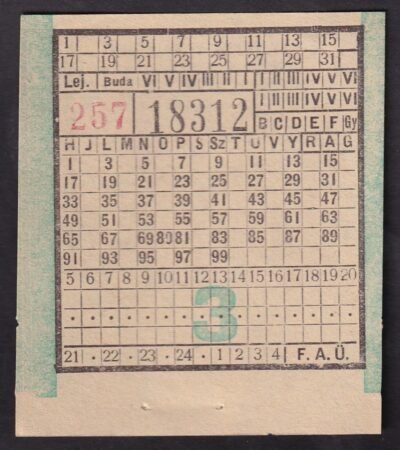 1 3 5 7 9 11 13 15
17 19 21 23 25 27 29 31
Lej. Buda VI V IV III II I I II III IV V VI
257 18312 I II III IV V VI
B C D E F Gy
H J L M N O P S Sz T U V Y R A G
1 3 5 7 9 11 13 15
17 19 21 23 25 27 29 31
33 35 37 39 41 43 45 47
49 51 53 55 57 59 61 63
65 67 69 80 81 83 85 87 89
91 93 95 97 99
5 6 7 8 9 10 11 12 13 14 15 16 17 18 19 20
3
21 · 22 · 23 · 24 · 1 2 3 4 F. A. Ü.